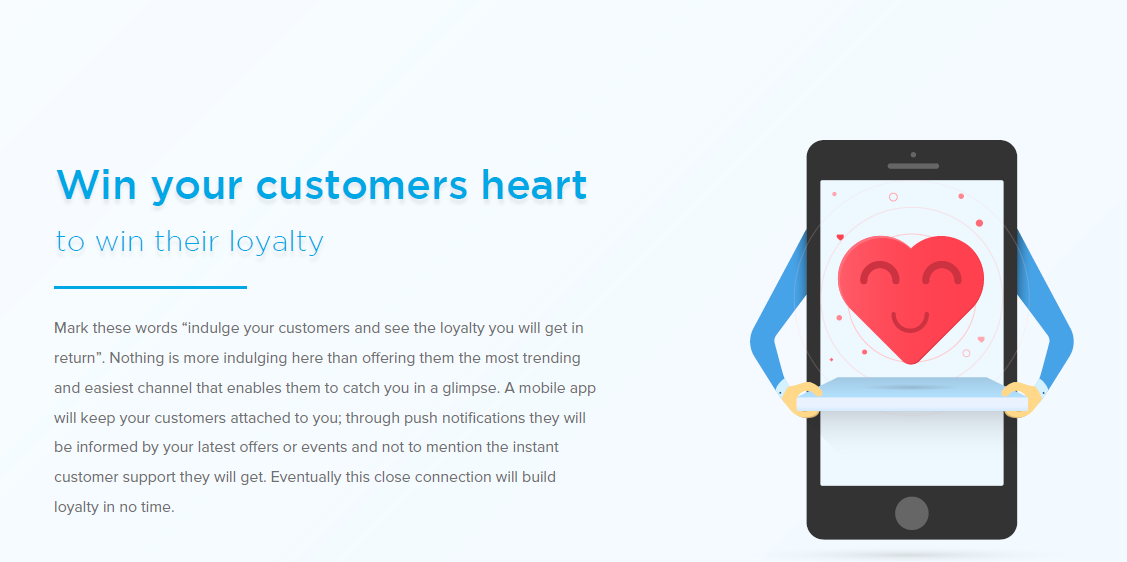 Win your customers heart
to win their loyalty
Mark these words “indulge your customers and see the loyalty you will get in
return”. Nothing is more indulging here than offering them the most trending
and easiest channel that enables them to catch you in a glimpse. A mobile app
will keep your customers attached to you; through push notifications they will
be informed by your latest offers or events and not to mention the instant
customer support they will get. Eventually this close connection will build
loyalty in no time.